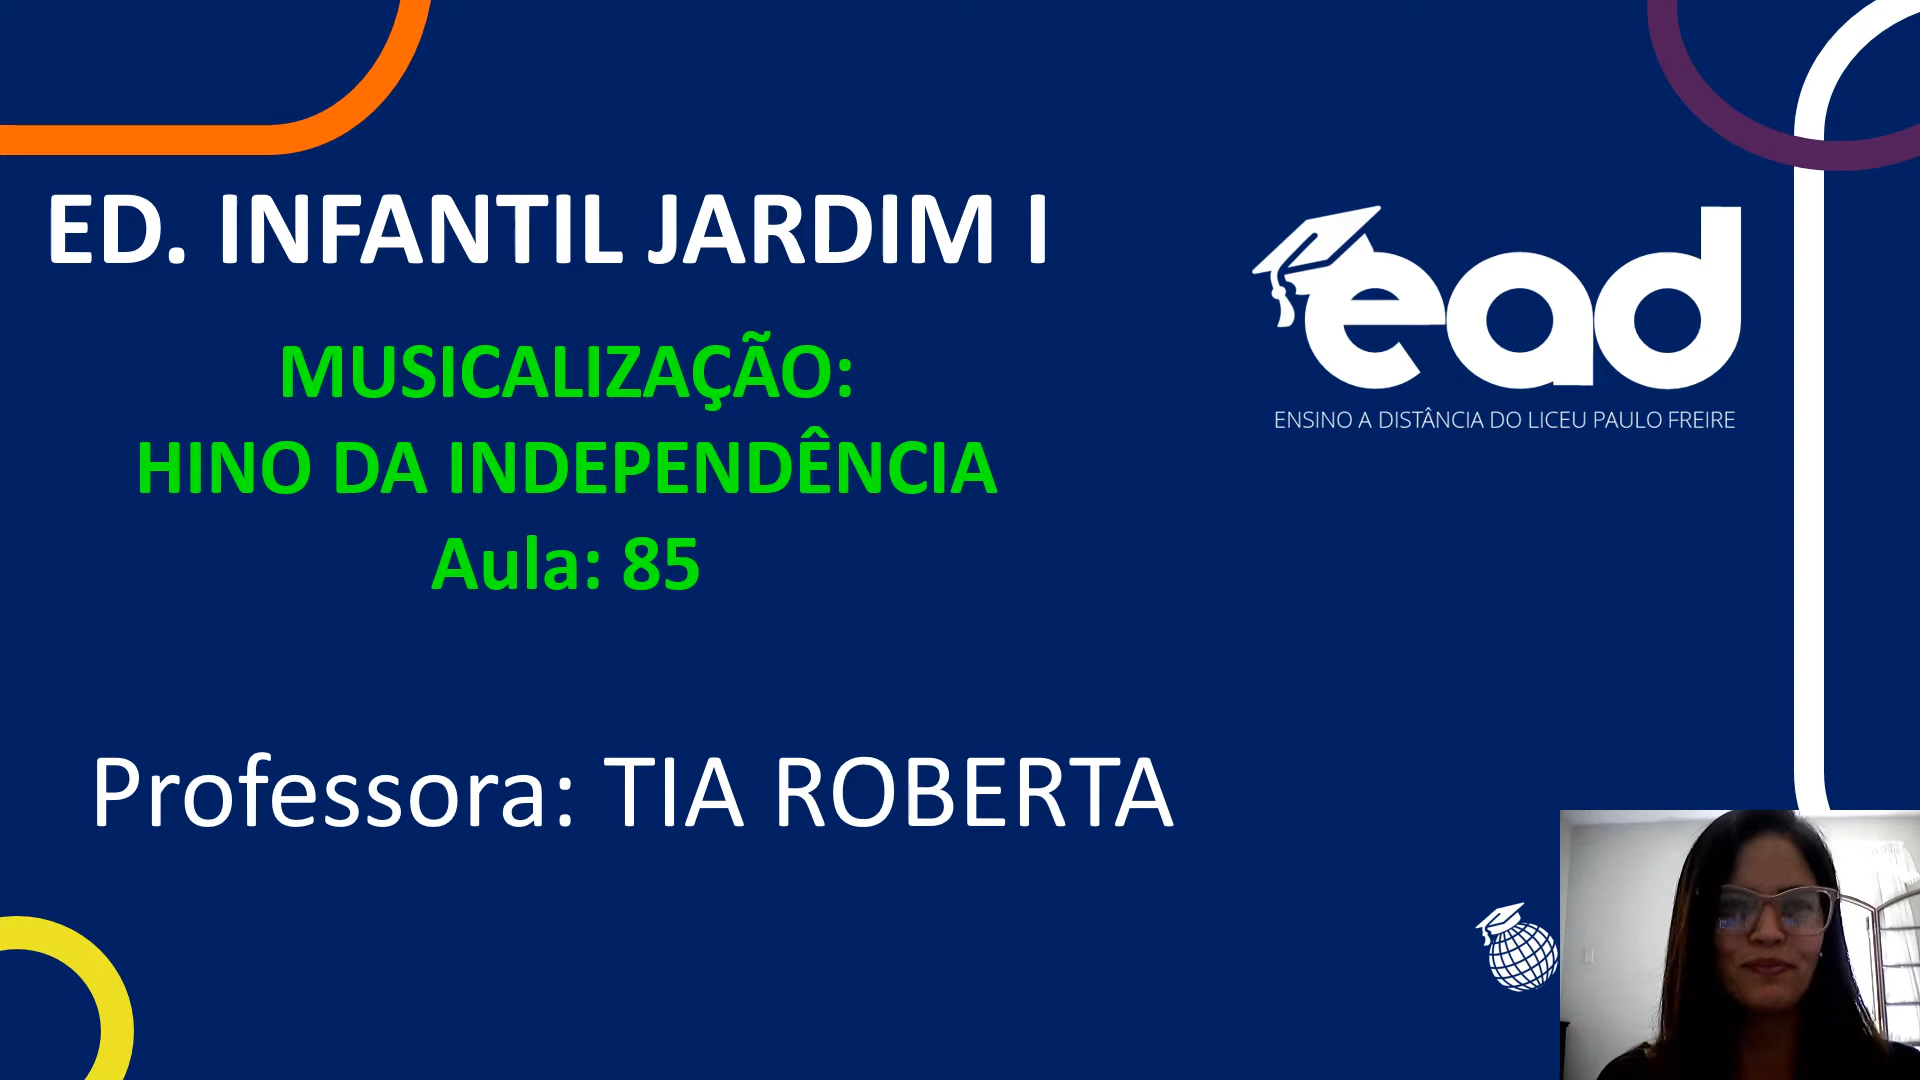 ED. INFANTIL JARDIM I
MUSICALIZAÇÃO:
HINO DA INDEPENDÊNCIA
Aula: 85
Professora: TIA ROBERTA
ead
ENSINO A DISTÂNCIA DO LICEU PAULO FREIRE